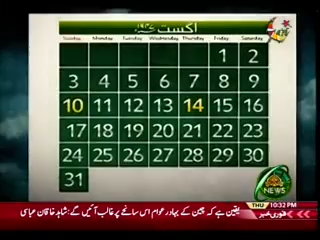 اگست ۱۹۴۷
Sunday Monday Tuesday Wednesday Thursday Friday Saturday
1 2
3 4 5 6 7 8 9
10 11 12 13 14 15 16
17 18 19 20 21 22 23
24 25 26 27 28 29 30
31
NEWS
THU 10:32 PM
یقین ہے کہ چین کے بہادر عوام اس سانحے پر غالب آئیں گے: شاہد خاقان عباسی
فوری خبر